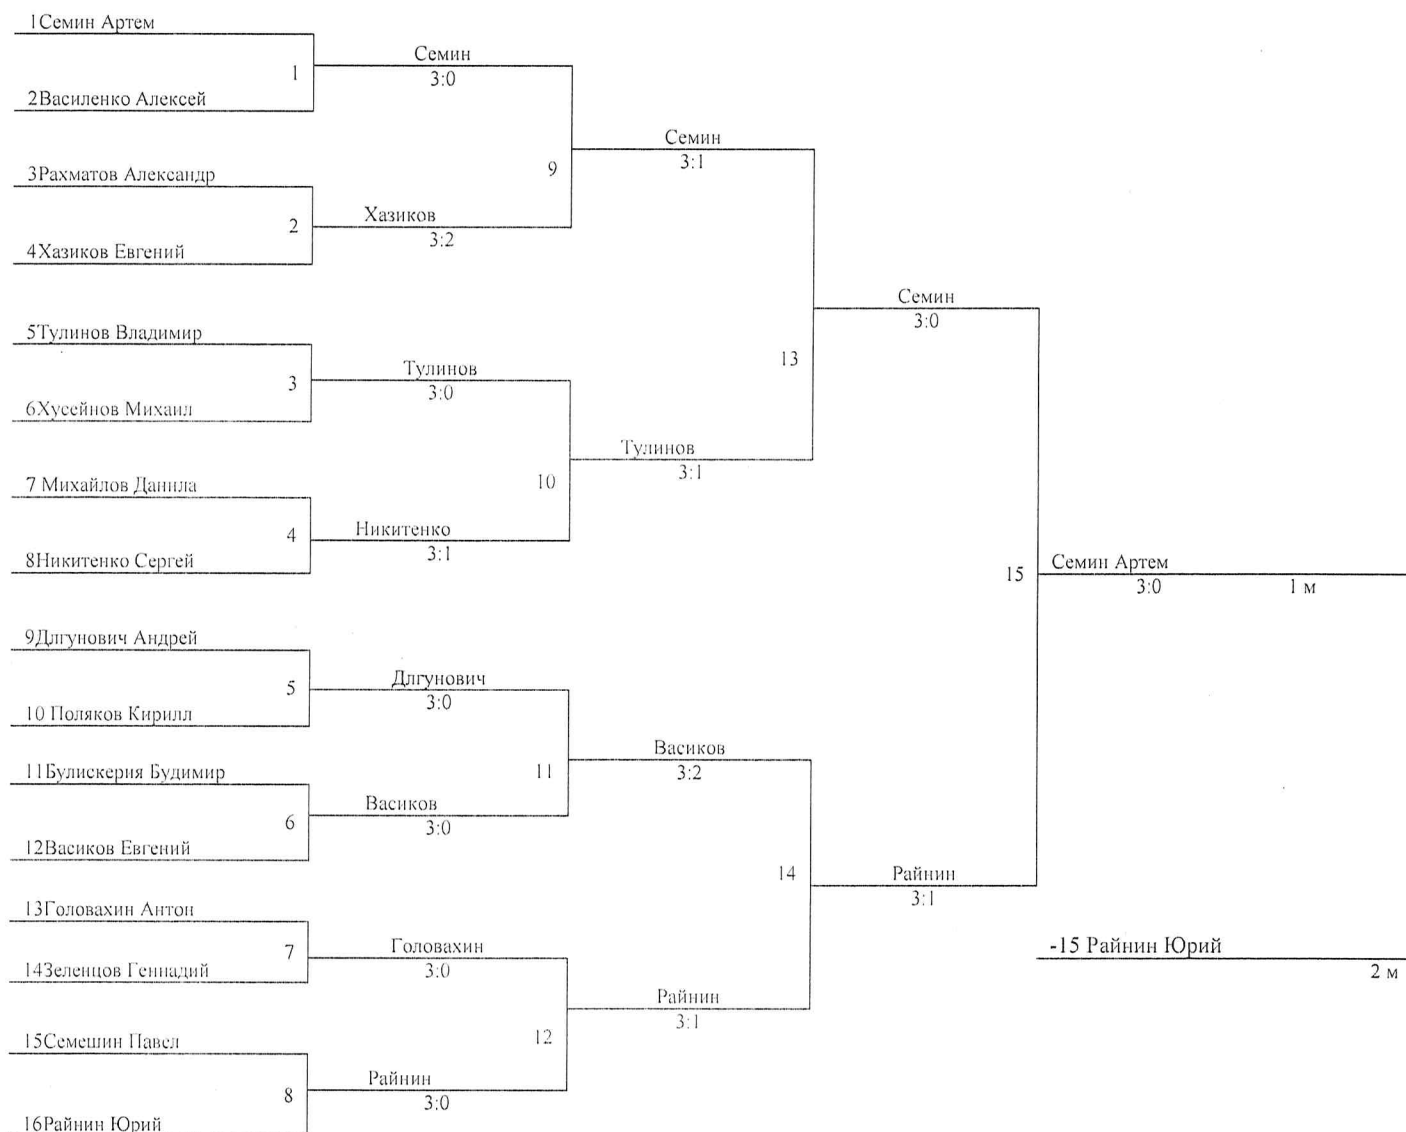 1Семин Артем
Семин
1
3:0
2Василенко Алексей
Семин
9
3:1
3Рахматов Александр
Хазиков
2
3:2
4Хазиков Евгений
Семин
3:0
5Тулинов Владимир
13
Тулинов
3
3:0
6Хусейнов Михаил
Тулинов
3:1
10
7 Михайлов Данила
Никитенко
4
3:1
8Никитенко Сергей
15
Семин Артем
3:0
1 м
9Длгунович Андрей
Длгунович
5
3:0
10 Поляков Кирилл
Васиков
11
3:2
11Булискерия Будимир
Васиков
6
3:0
12Васиков Евгений
14
Райнин
3:1
13Головахин Антон
Головахин
7
3:0
14Зеленцов Геннадий
-15 Райнин Юрий
2 м
Райнин
3:1
12
15Семешин Павел
Райнин
8
3:0
16Райнин Юрий